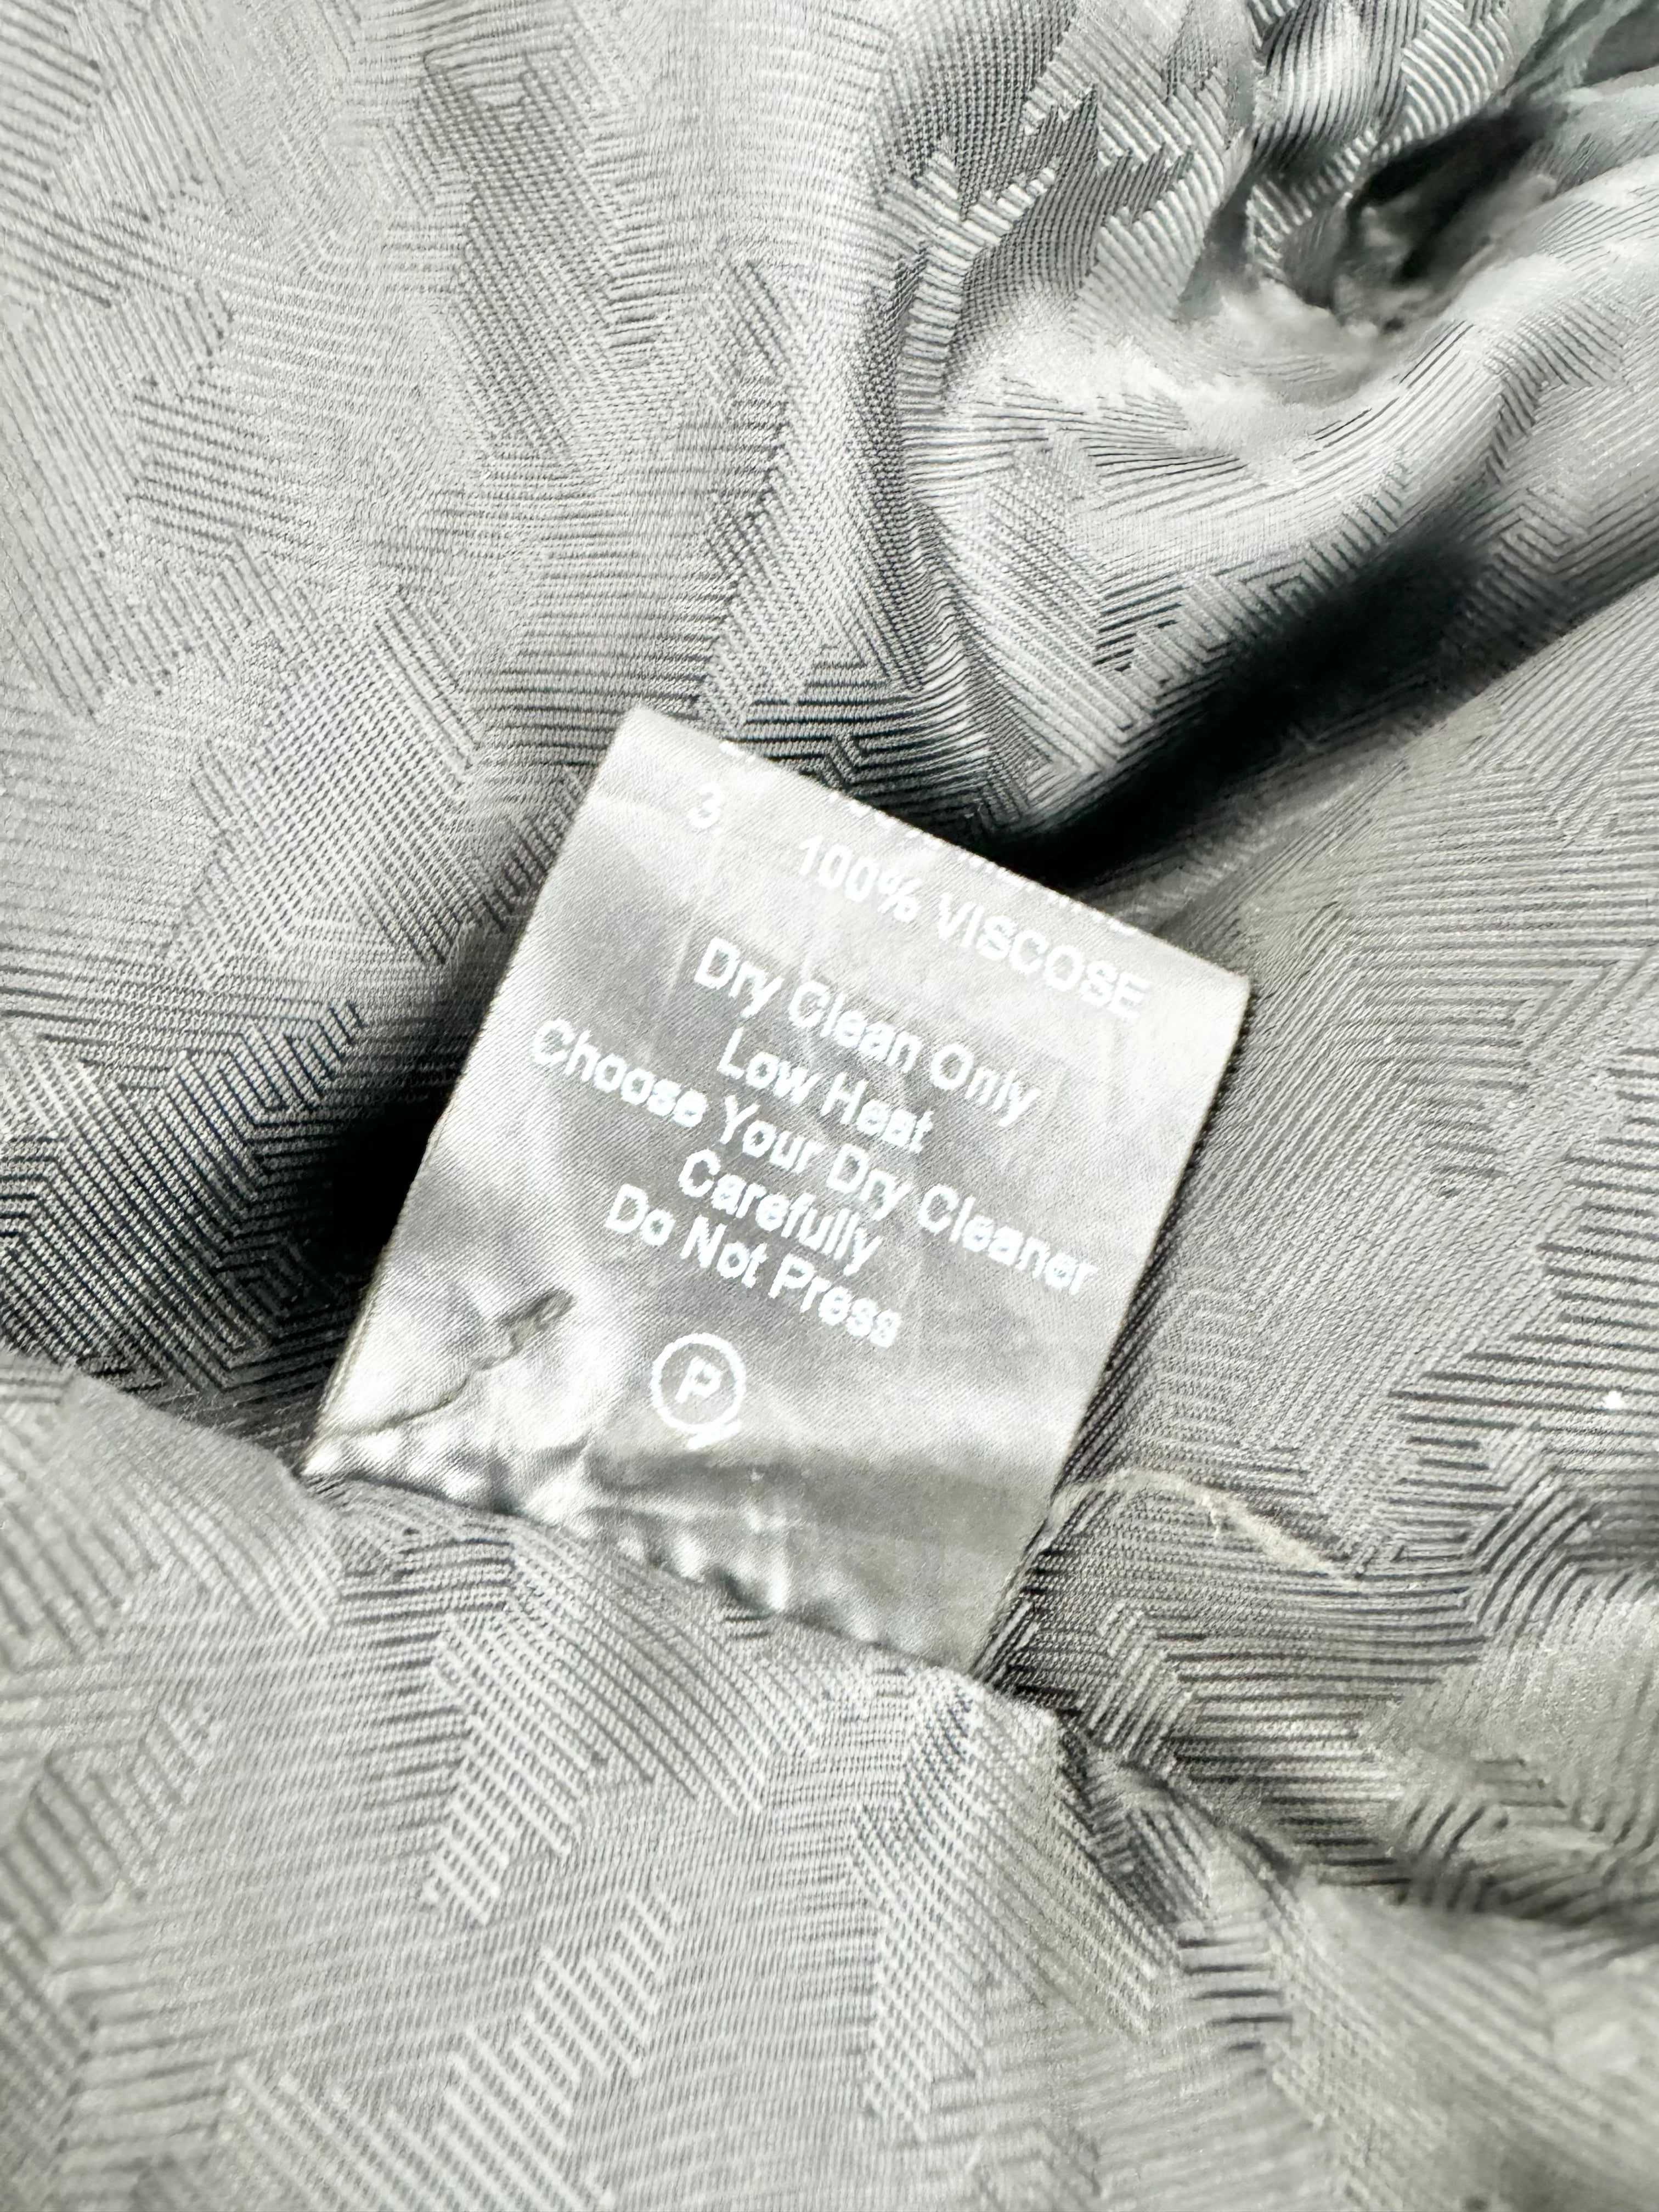 3. 100% VISCOSE
Dry Clean Only
Low Heat
Choose Your Dry Cleaner
Carefully
Do Not Press
P